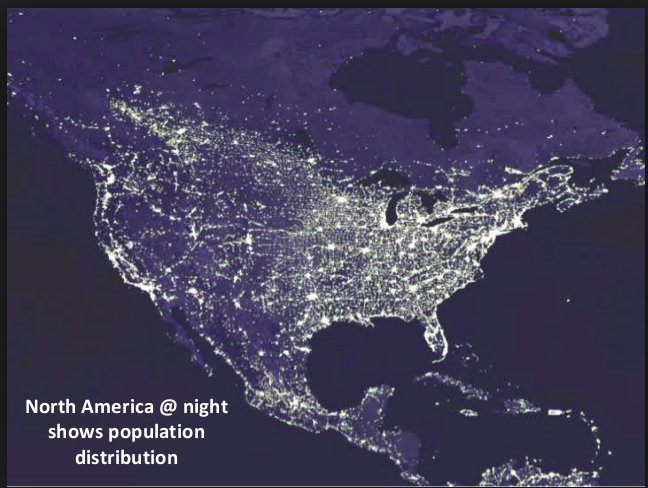 North America @ night
shows population
distribution